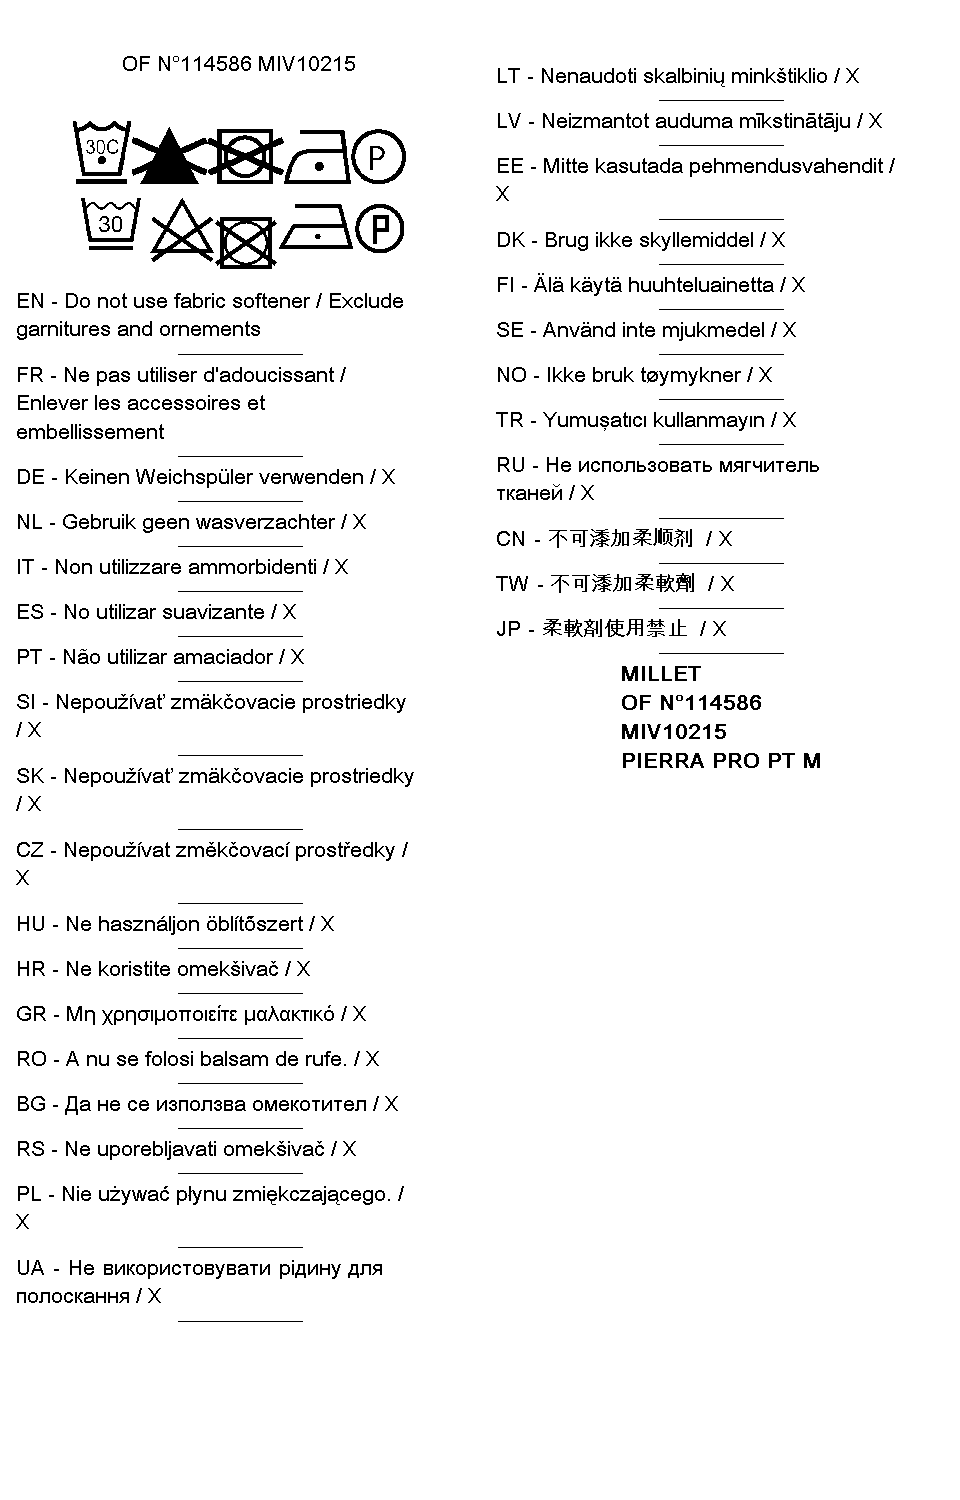 OF N°114586 MIV10215
30C
P
30
P
EN - Do not use fabric softener / Exclude
garnitures and ornements
FR - Ne pas utiliser d'adoucissant /
Enlever les accessoires et
embellissement
DE - Keinen Weichspüler verwenden / X
NL - Gebruik geen wasverzachter / X
IT - Non utilizzare ammorbidenti / X
ES - No utilizar suavizante / X
PT - Não utilizar amaciador / X
SI - Nepoužívať zmäkčovacie prostriedky
/ X
SK - Nepoužívať zmäkčovacie prostriedky
/ X
CZ - Nepoužívat změkčovací prostředky /
X
HU - Ne használjon öblítőszert / X
HR - Ne koristite omekšivač / X
GR - Μη χρησιμοποιείτε μαλακτικό / X
RO - A nu se folosi balsam de rufe. / X
BG - Да не се използва омекотител / X
RS - Ne uporebljavati omekšivač / X
PL - Nie używać płynu zmiękczającego. /
X
UA - Не використовувати рідину для
полоскання / X
LT - Nenaudoti skalbinių minkštiklio / X
LV - Neizmantot auduma mīkstinātāju / X
EE - Mitte kasutada pehmendusvahendit /
X
DK - Brug ikke skyllemiddel / X
FI - Älä käytä huuhteluainetta / X
SE - Använd inte mjukmedel / X
NO - Ikke bruk tøymykner / X
TR - Yumuşatıcı kullanmayın / X
RU - Не использовать мягчитель
тканей / X
CN - 不可漆加柔顺剂 / X
TW - 不可漆加柔軟劑 / X
JP - 柔軟剤使用禁止 / X
MILLET
OF N°114586
MIV10215
PIERRA PRO PT M